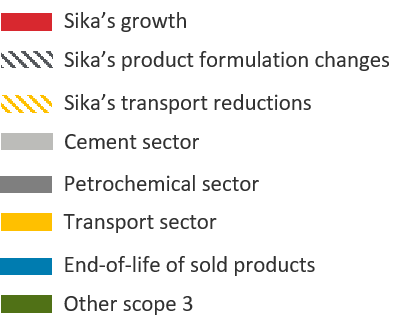 Sika’s growth
Sika’s product formulation changes
Sika’s transport reductions
Cement sector
Petrochemical sector
Transport sector
End-of-life of sold products
Other scope 3